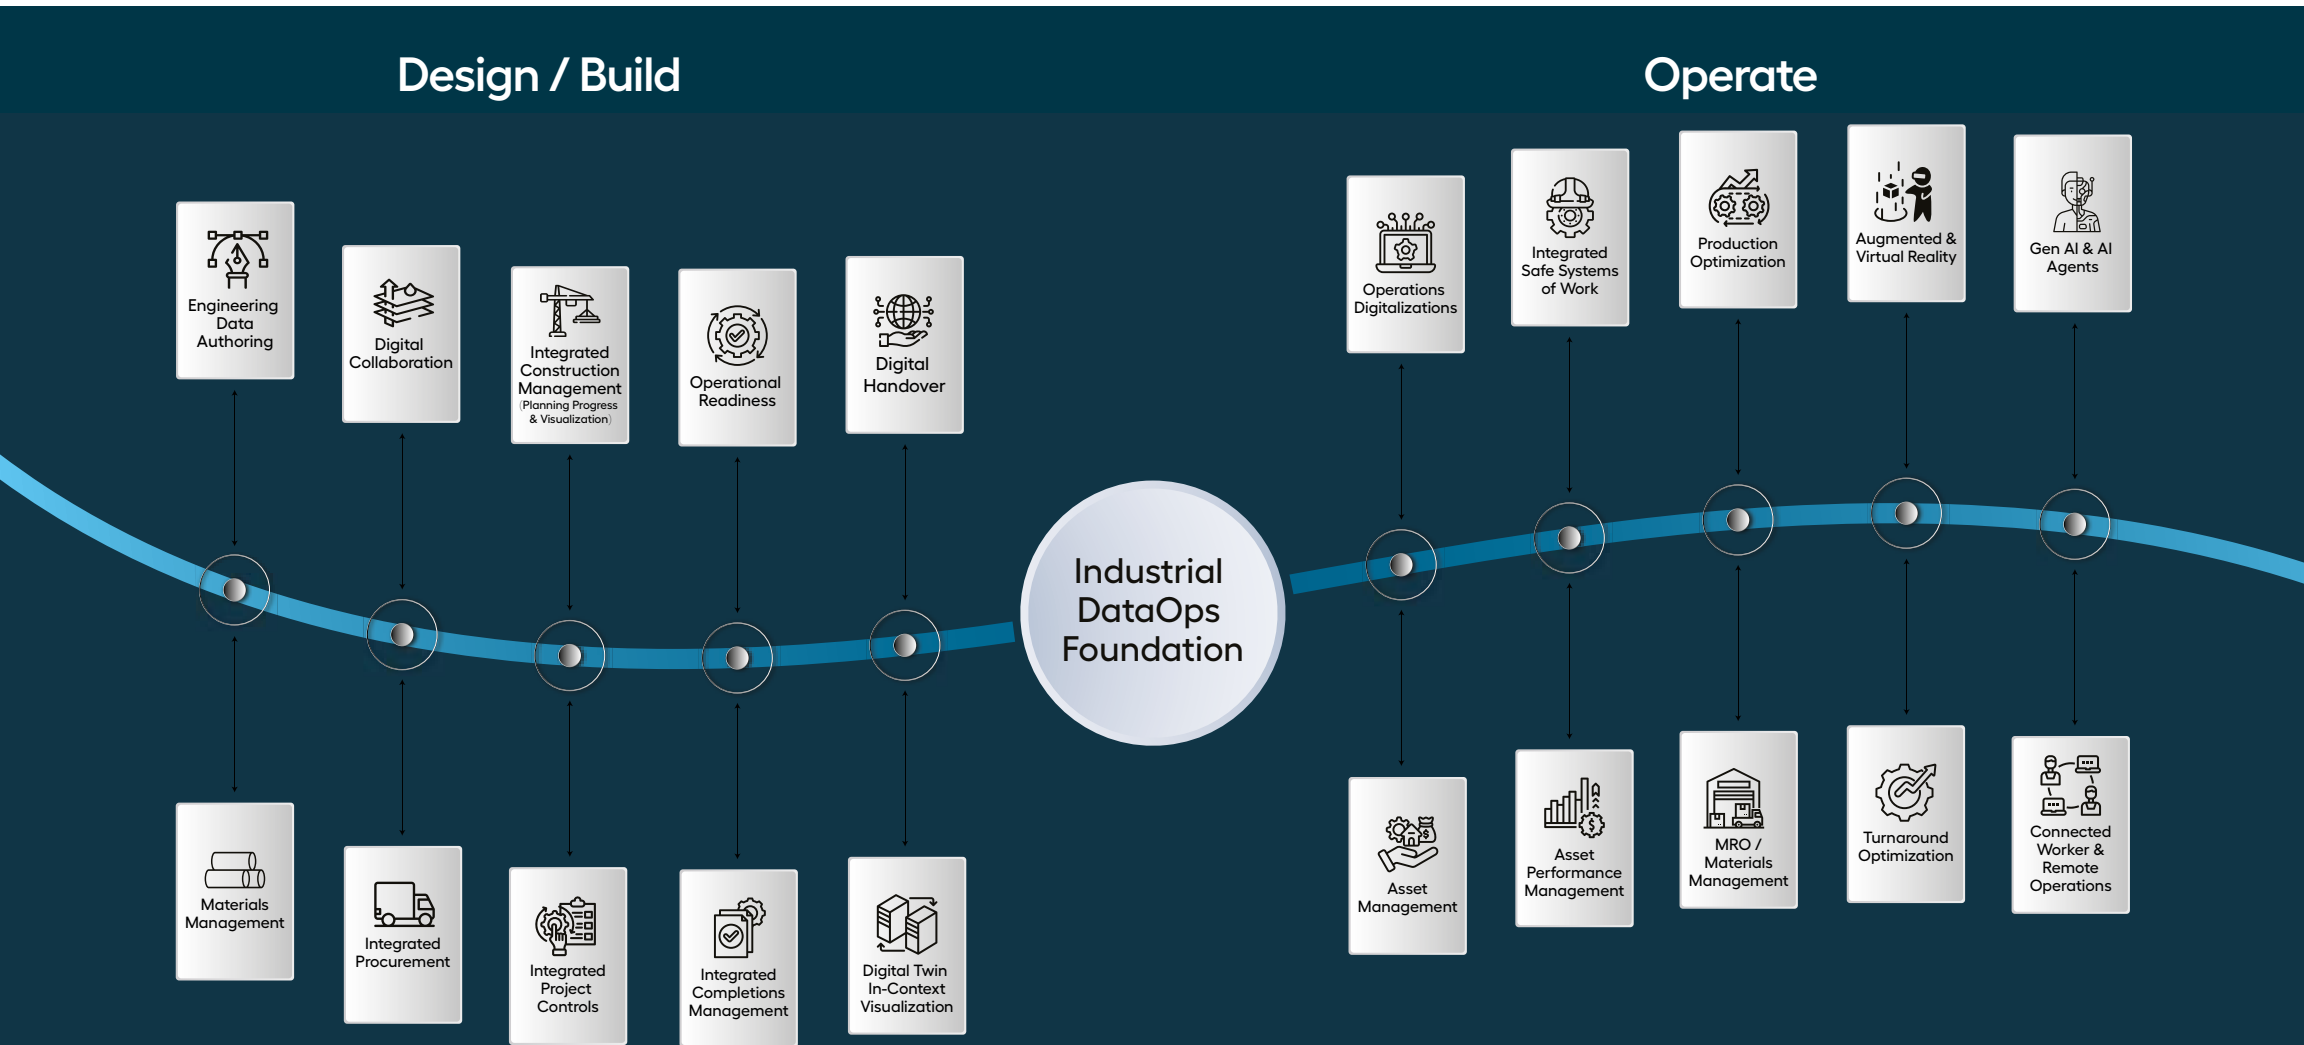 Design / Build
Operate
Engineering
Data
Authoring
Digital
Collaboration
Integrated
Construction
Management
(Planning Progress
& Visualization)
Operational
Readiness
Digital
Handover
Operations
Digitalizations
Integrated
Safe Systems
of Work
Production
Optimization
Augmented &
Virtual Reality
Gen AI & AI
Agents
Industrial
DataOps
Foundation
Materials
Management
Integrated
Procurement
Integrated
Project
Controls
Integrated
Completions
Management
Digital Twin
In-Context
Visualization
Asset
Management
Asset
Performance
Management
MRO /
Materials
Management
Turnaround
Optimization
Connected
Worker &
Remote
Operations